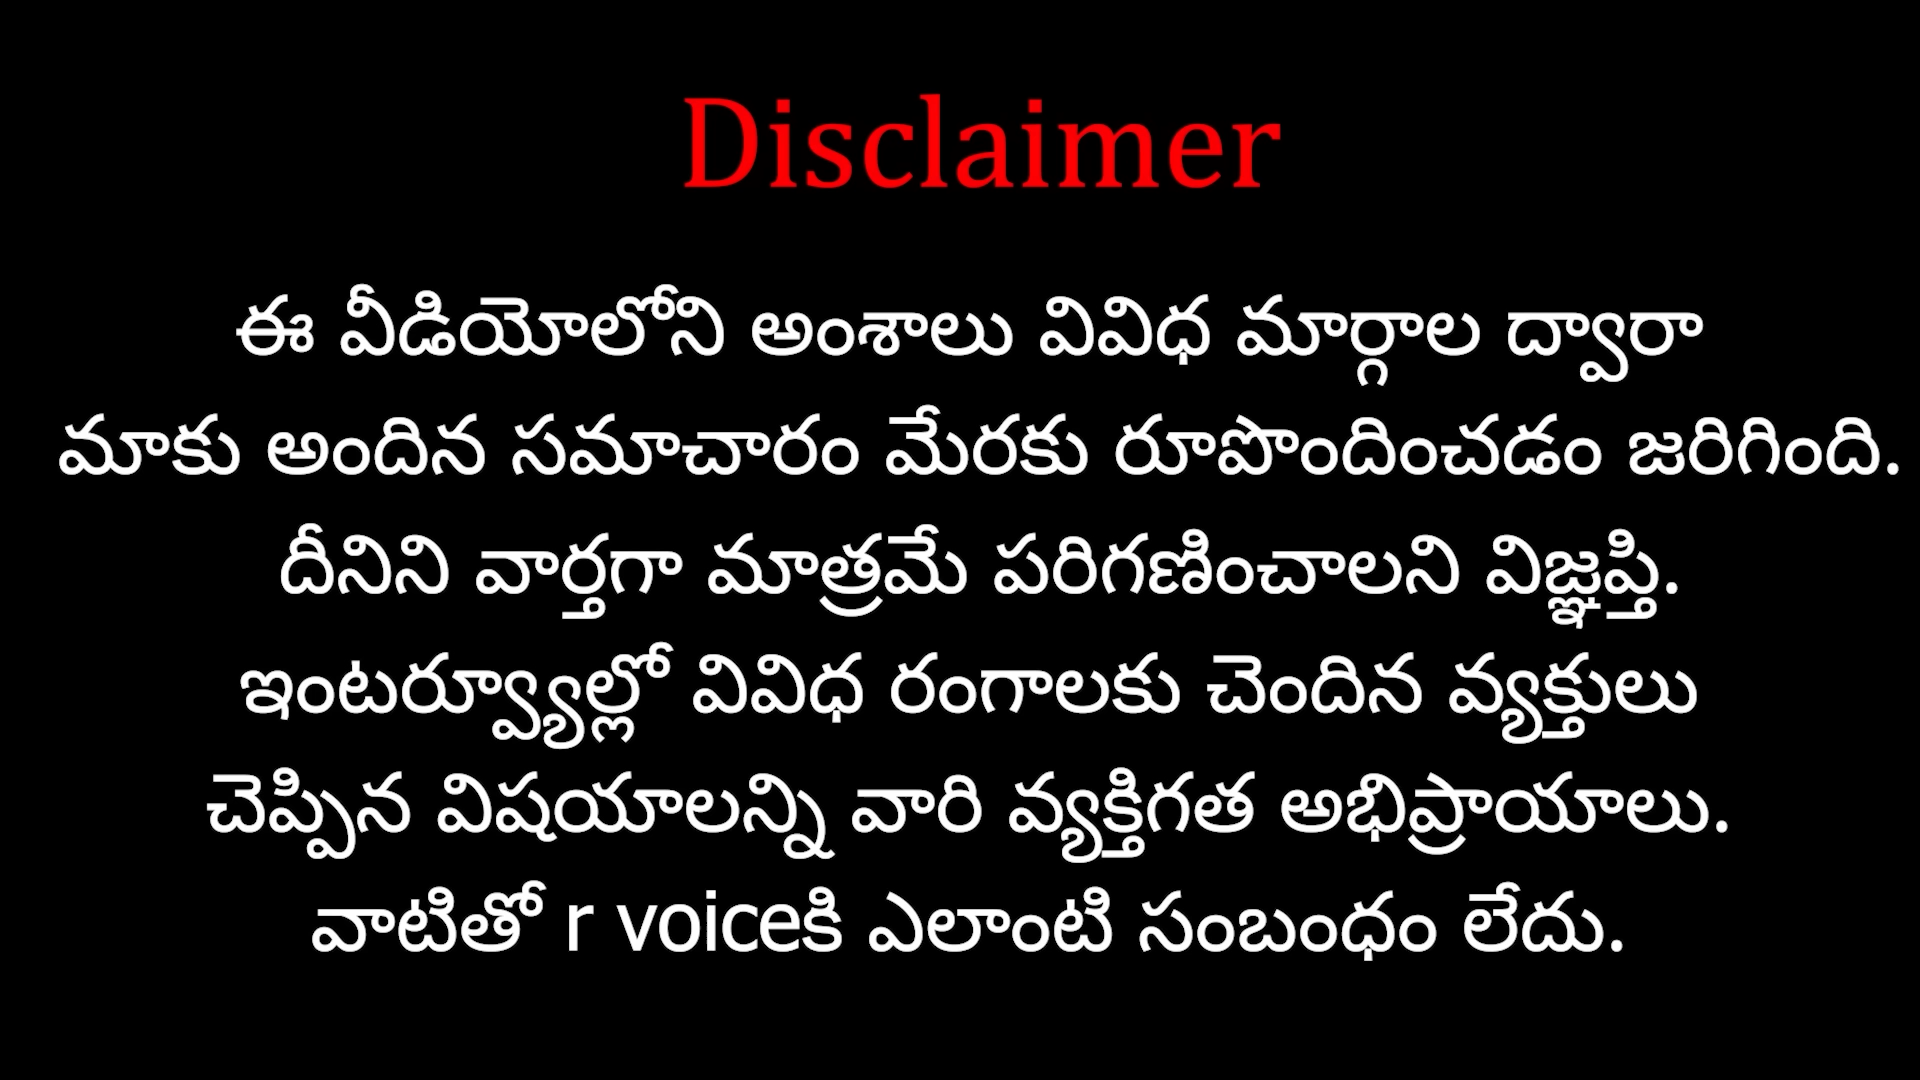 Disclaimer
ఈ వీడియోలోని అంశాలు వివిధ మార్గాల ద్వారా
మాకు అందిన సమాచారం మేరకు రూపొందించడం జరిగింది.
దీనిని వార్తగా మాత్రమే పరిగణించాలని విజ్ఞప్తి.
ఇంటర్వ్యూల్లో వివిధ రంగాలకు చెందిన వ్యక్తులు
చెప్పిన విషయాలన్ని వారి వ్యక్తిగత అభిప్రాయాలు.
వాటితో r voiceకి ఎలాంటి సంబంధం లేదు.